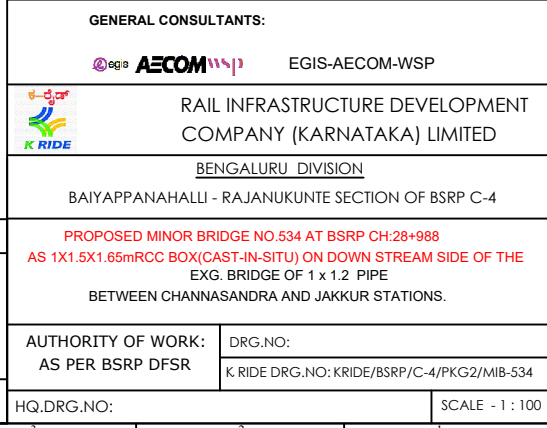 GENERAL CONSULTANTS:
egis AECOM wsp EGIS-AECOM-WSP
ಕ-ರೈಡ್
K RIDE
RAIL INFRASTRUCTURE DEVELOPMENT
COMPANY (KARNATAKA) LIMITED
BENGALURU DIVISION
BAIYAPPANAHALLI - RAJANUKUNTE SECTION OF BSRP C-4
PROPOSED MINOR BRIDGE NO.534 AT BSRP CH:28+988
AS 1X1.5X1.65mRCC BOX(CAST-IN-SITU) ON DOWN STREAM SIDE OF THE
EXG. BRIDGE OF 1 x 1.2 PIPE
BETWEEN CHANNASANDRA AND JAKKUR STATIONS.
AUTHORITY OF WORK:
AS PER BSRP DFSR
DRG.NO:
K RIDE DRG.NO: KRIDE/BSRP/C-4/PKG2/MIB-534
HQ.DRG.NO:
SCALE - 1 : 100